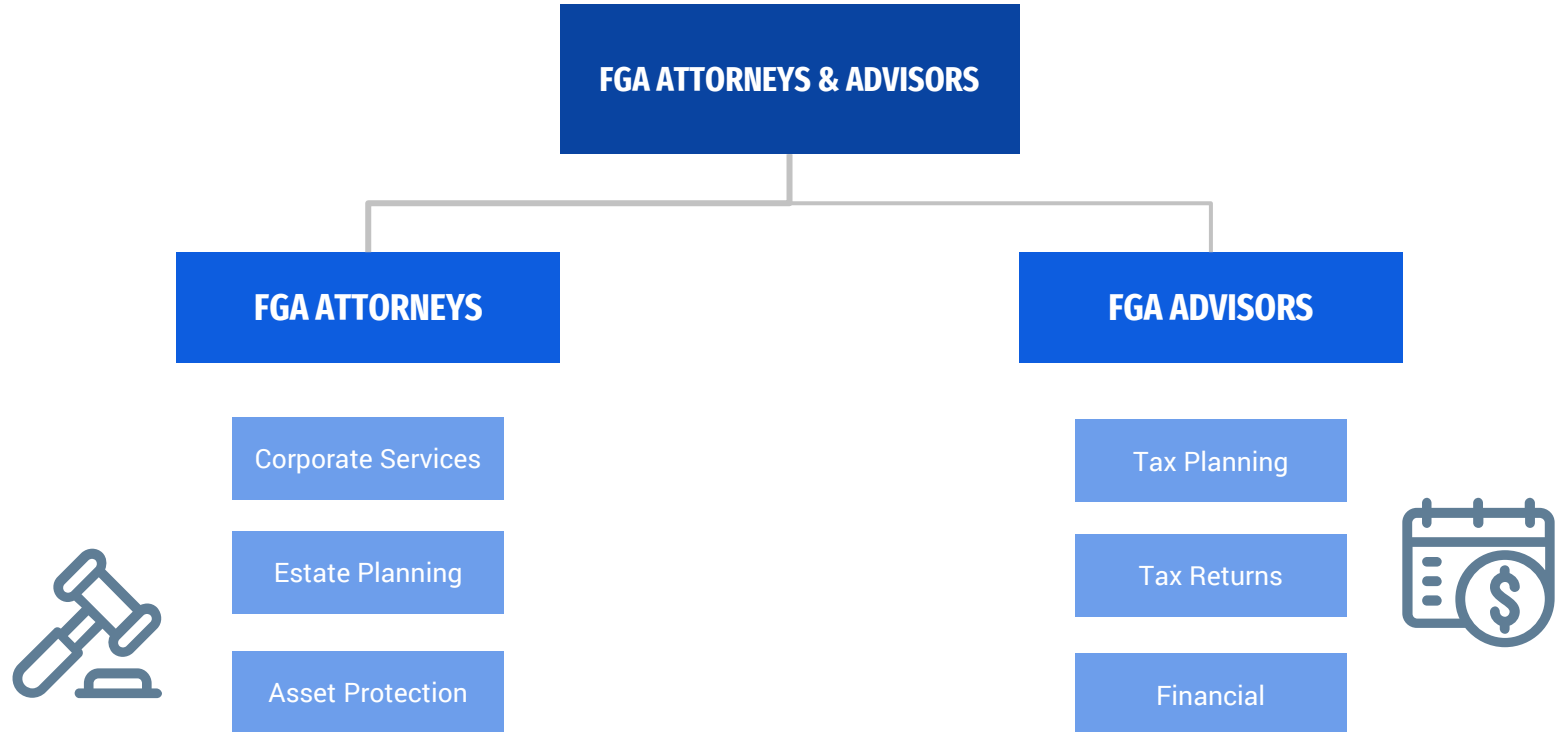 FGA ATTORNEYS & ADVISORS
FGA ATTORNEYS
FGA ADVISORS
Corporate Services
Estate Planning
Asset Protection
Tax Planning
Tax Returns
Financial
$